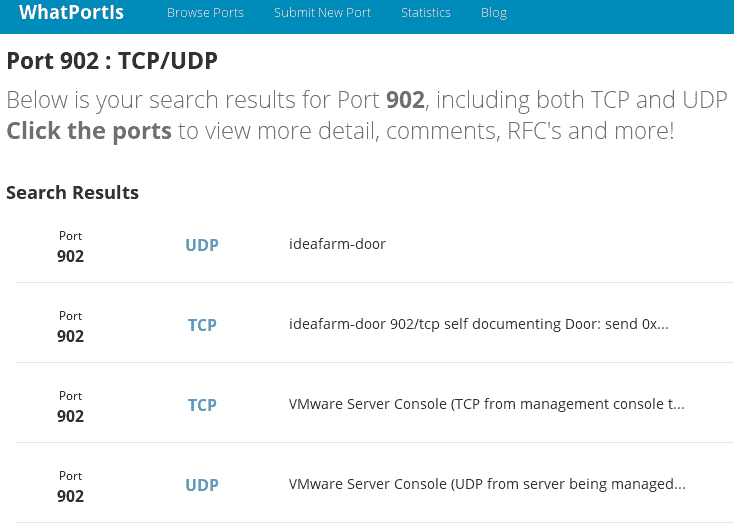 WhatPortIs Browse Ports Submit New Port Statistics Blog
Port 902 : TCP/UDP
Below is your search results for Port 902, including both TCP and UDP
Click the ports to view more detail, comments, RFC's and more!
Search Results
Port
902 UDP ideafarm-door
Port
902 TCP ideafarm-door 902/tcp self documenting Door: send 0x...
Port
902 TCP VMware Server Console (TCP from management console t...
Port
902 UDP VMware Server Console (UDP from server being managed...